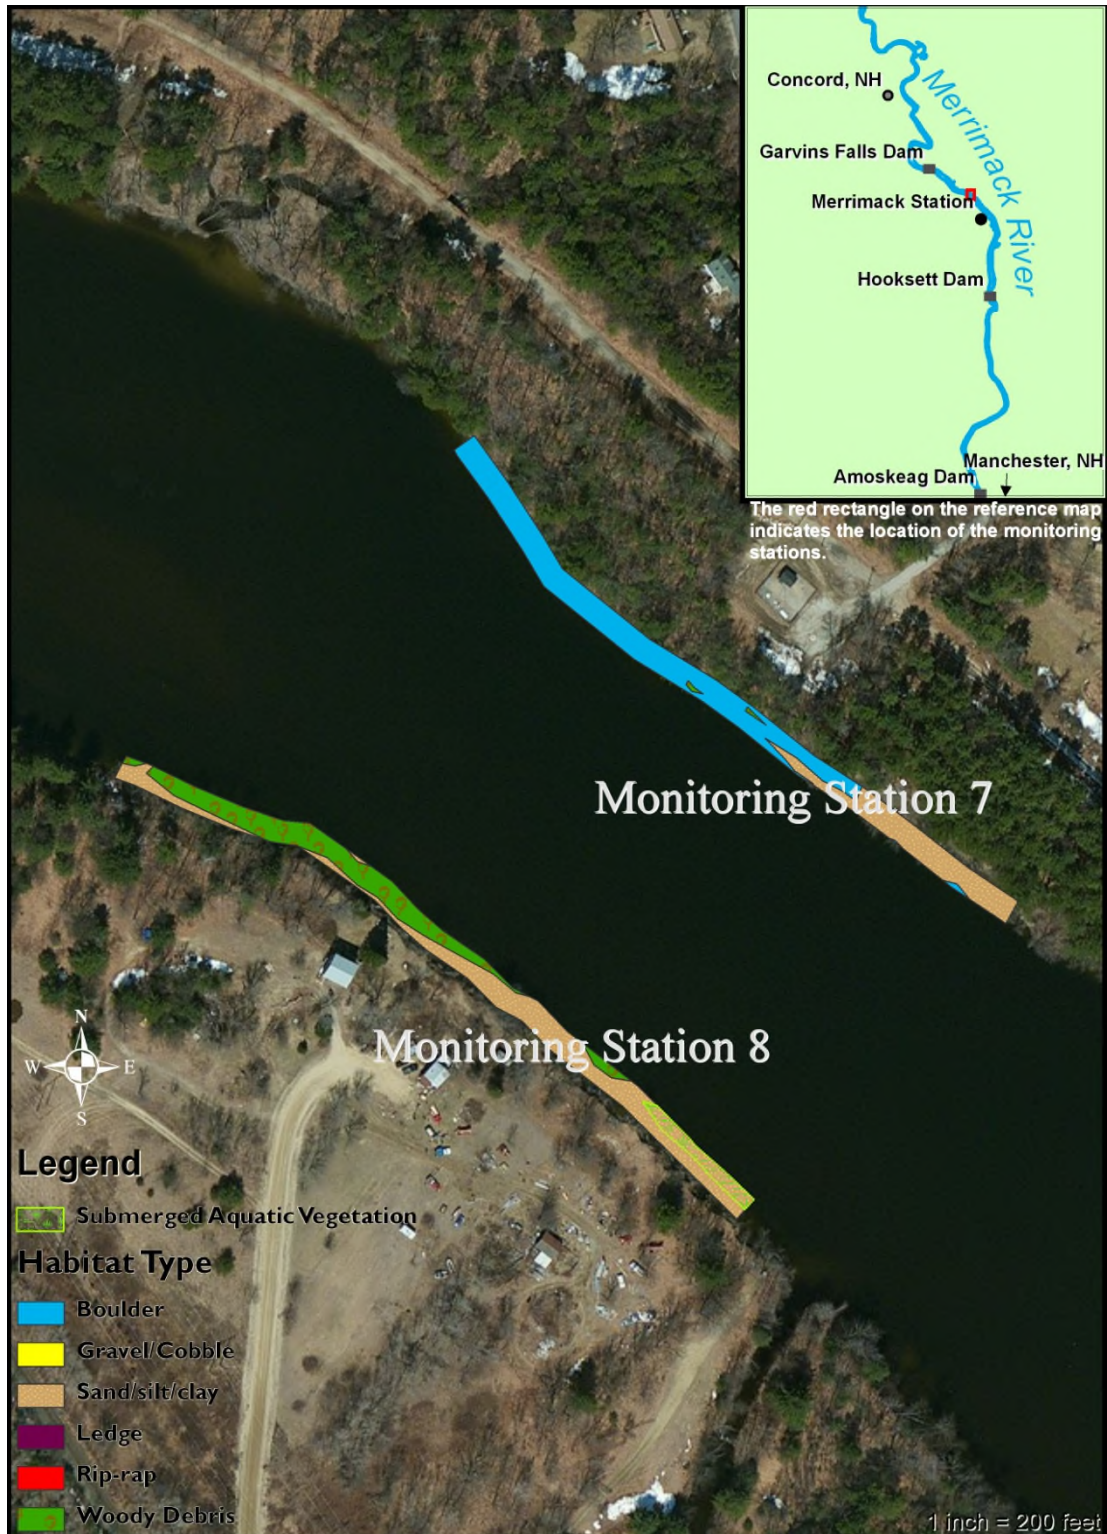 Concord, NH
Merrimack River
Garvins Falls Dam
Merrimack Station
Hooksett Dam
Manchester, NH
Amoskeag Dam
The red rectangle on the reference map
indicates the location of the monitoring
stations.
Monitoring Station 7
Monitoring Station 8
N
W E
S
Legend
Submerged Aquatic Vegetation
Habitat Type
Boulder
Gravel/Cobble
Sand/silt/clay
Ledge
Rip-rap
Woody Debris
1 inch = 200 feet